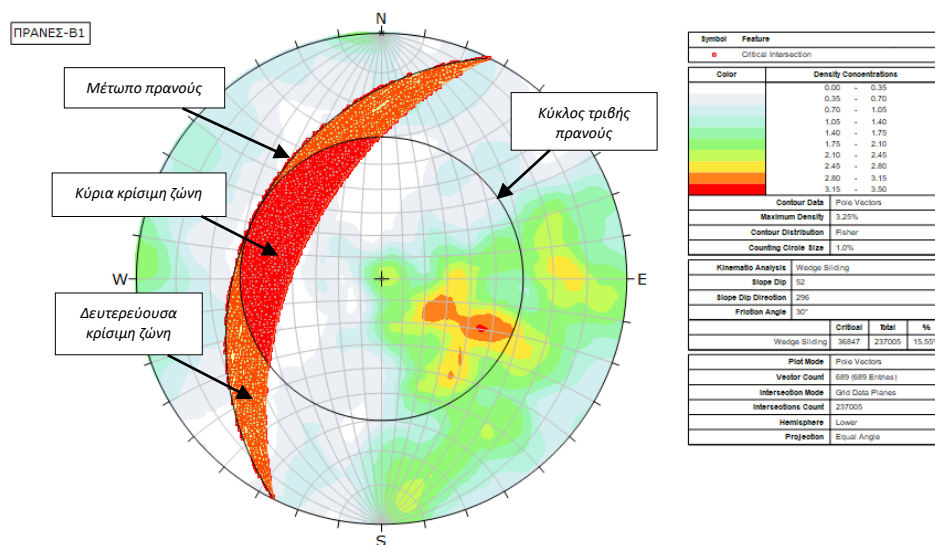 ΠΡΑΝΕΣ-Β1
N
Μέτωπο πρανούς
Κύκλος τριβής
πρανούς
Κύρια κρίσιμη ζώνη
W
E
Δευτερεύουσα
κρίσιμη ζώνη
S
Symbol Feature
Critical Intersection
Color Density Concentrations
0.00 - 0.35
0.35 - 0.70
0.70 - 1.05
1.05 - 1.40
1.40 - 1.75
1.75 - 2.10
2.10 - 2.45
2.45 - 2.80
2.80 - 3.15
3.15 - 3.50
Contour Data Pole Vectors
Maximum Density 3.25%
Contour Distribution Fisher
Counting Circle Size 1.0%
Kinematic Analysis Wedge Sliding
Slope Dip 52
Slope Dip Direction 296
Friction Angle 30°
Critical Total %
Wedge Sliding 36847 237005 15.55%
Plot Mode Pole Vectors
Vector Count 689 (689 Entries)
Intersection Mode Grid Data Planes
Intersections Count 237005
Hemisphere Lower
Projection Equal Angle